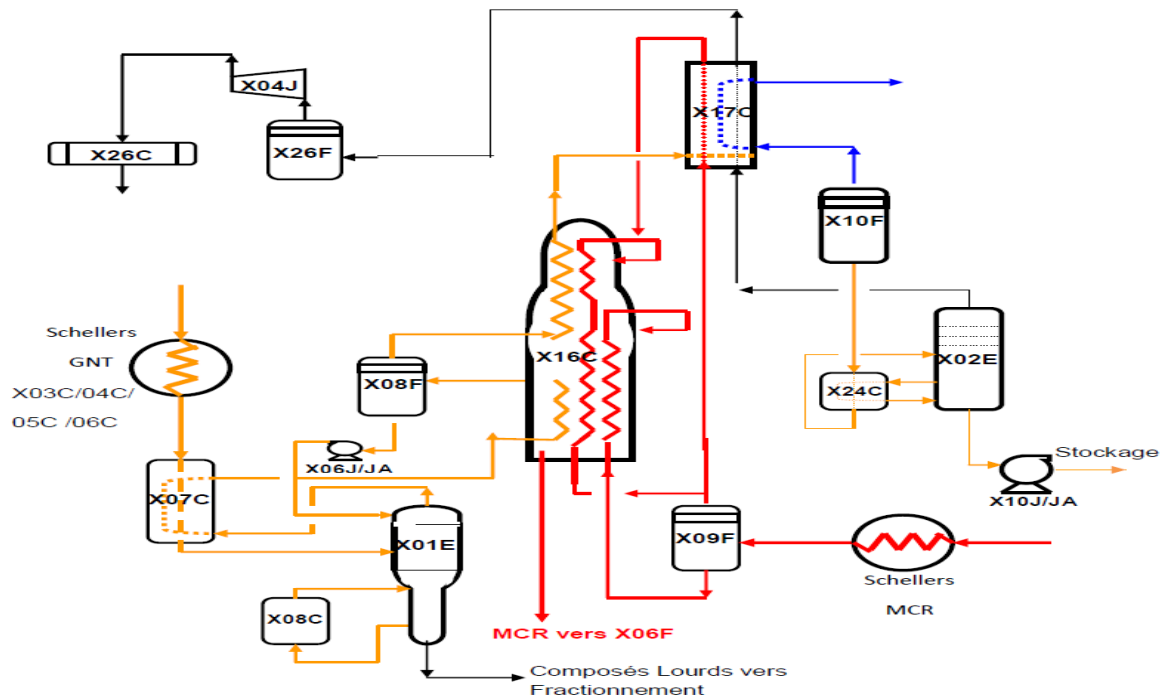 X04J
X26C
X26F
X17C
X10F
Schellers
GNT
X03C/04C/
05C /06C
X16C
X08F
X02E
X24C
X06J/JA
Stockage
X10J/JA
X07C
X01E
X09F
Schellers
MCR
X08C
MCR vers X06F
Composés Lourds vers
Fractionnement